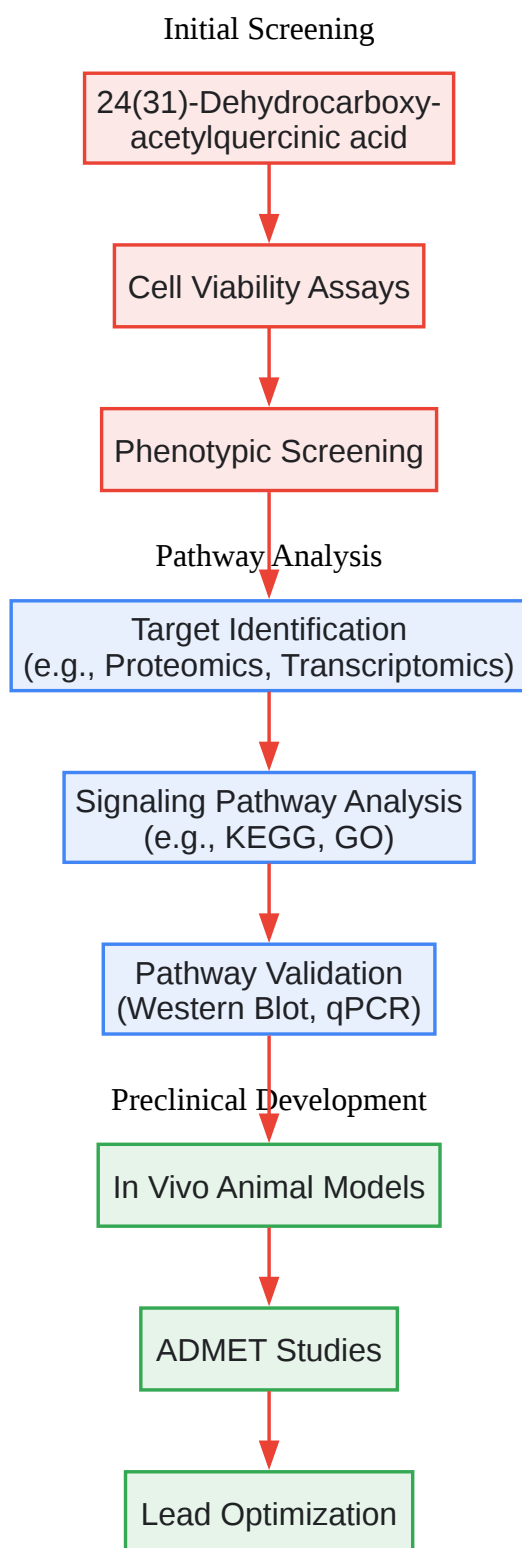 Initial Screening
24(31)-Dehydrocarboxy-
acetylquercinic acid
Cell Viability Assays
Phenotypic Screening
Pathway Analysis
Target Identification
(e.g., Proteomics, Transcriptomics)
Signaling Pathway Analysis
(e.g., KEGG, GO)
Pathway Validation
(Western Blot, qPCR)
Preclinical Development
In Vivo Animal Models
ADMET Studies
Lead Optimization